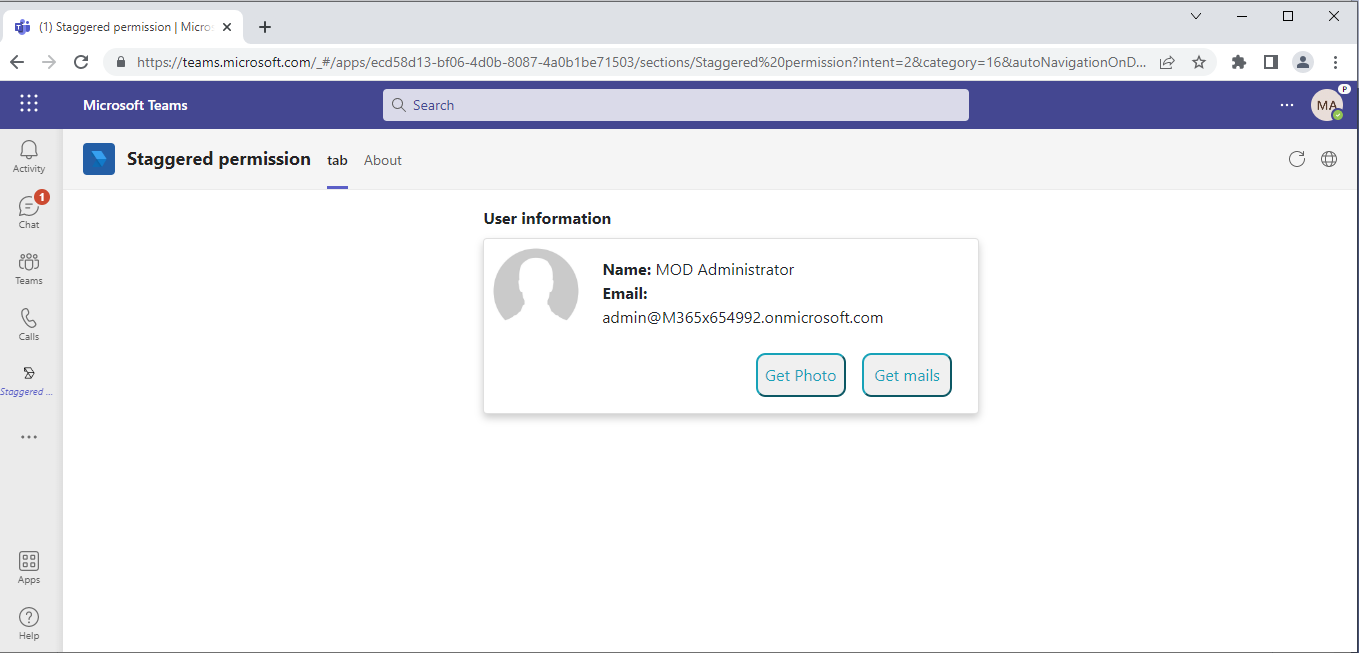 (1) Staggered permission | Micros
https://teams.microsoft.com/_#/apps/ecd58d13-bf06-4d0b-8087-4a0b1be71503/sections/Staggered%20permission?intent=2&category=16&autoNavigationOnD...
Microsoft Teams
Search
P
MA
Staggered permission
tab
About
Activity
1
Chat
Teams
Calls
Staggered ...
Apps
Help
User information
Name: MOD Administrator
Email:
admin@M365x654992.onmicrosoft.com
Get Photo
Get mails